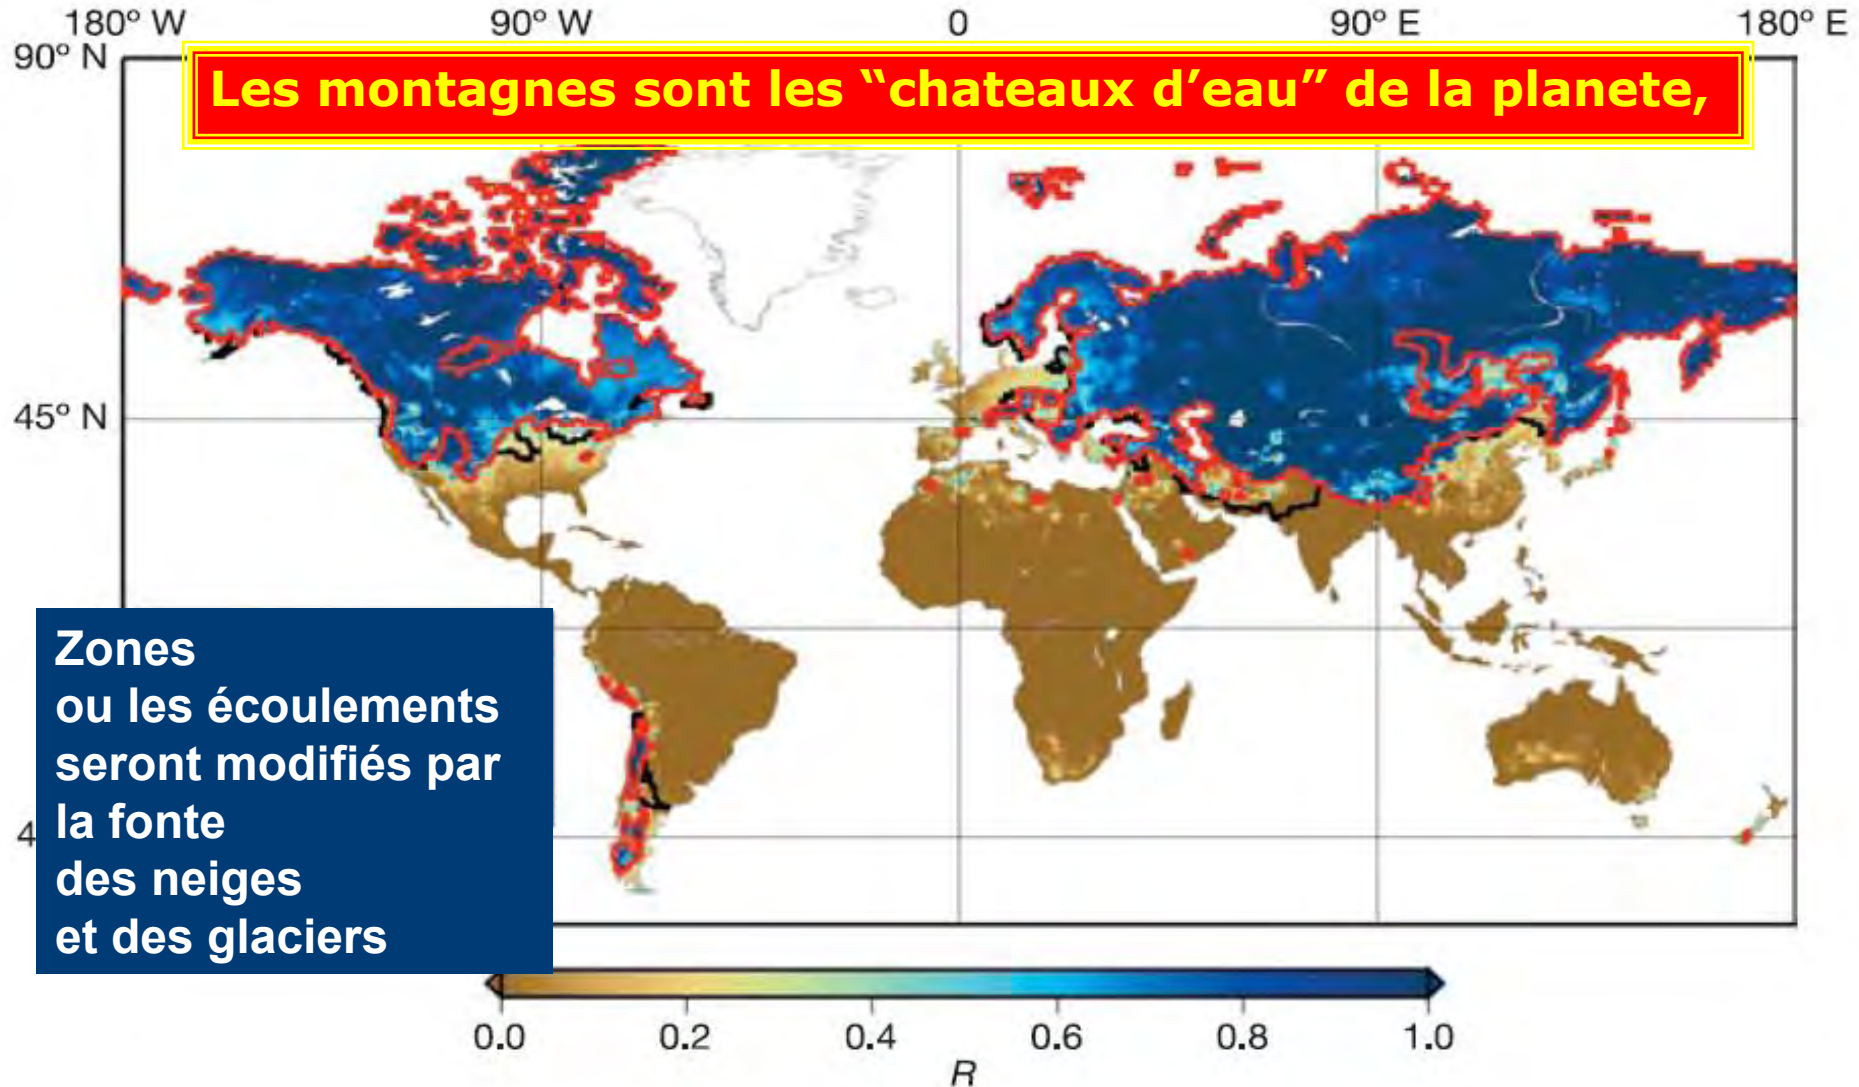 180° W 90° W 0 90° E 180° E
90° N
Les montagnes sont les “chateaux d’eau” de la planete,
45° N
Zones
ou les écoulements
seront modifiés par
la fonte
des neiges
et des glaciers
4
0.0 0.2 0.4 0.6 0.8 1.0
R